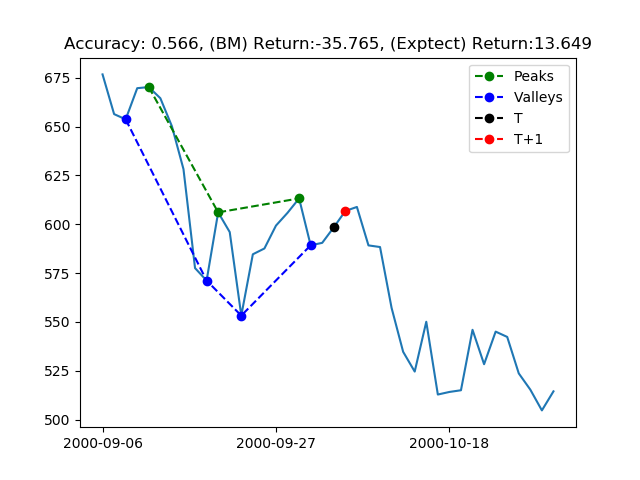 Accuracy: 0.566, (BM) Return:-35.765, (Exptect) Return:13.649
675
650
625
600
575
550
525
500
2000-09-06
2000-09-27
2000-10-18
Peaks
Valleys
T
T+1